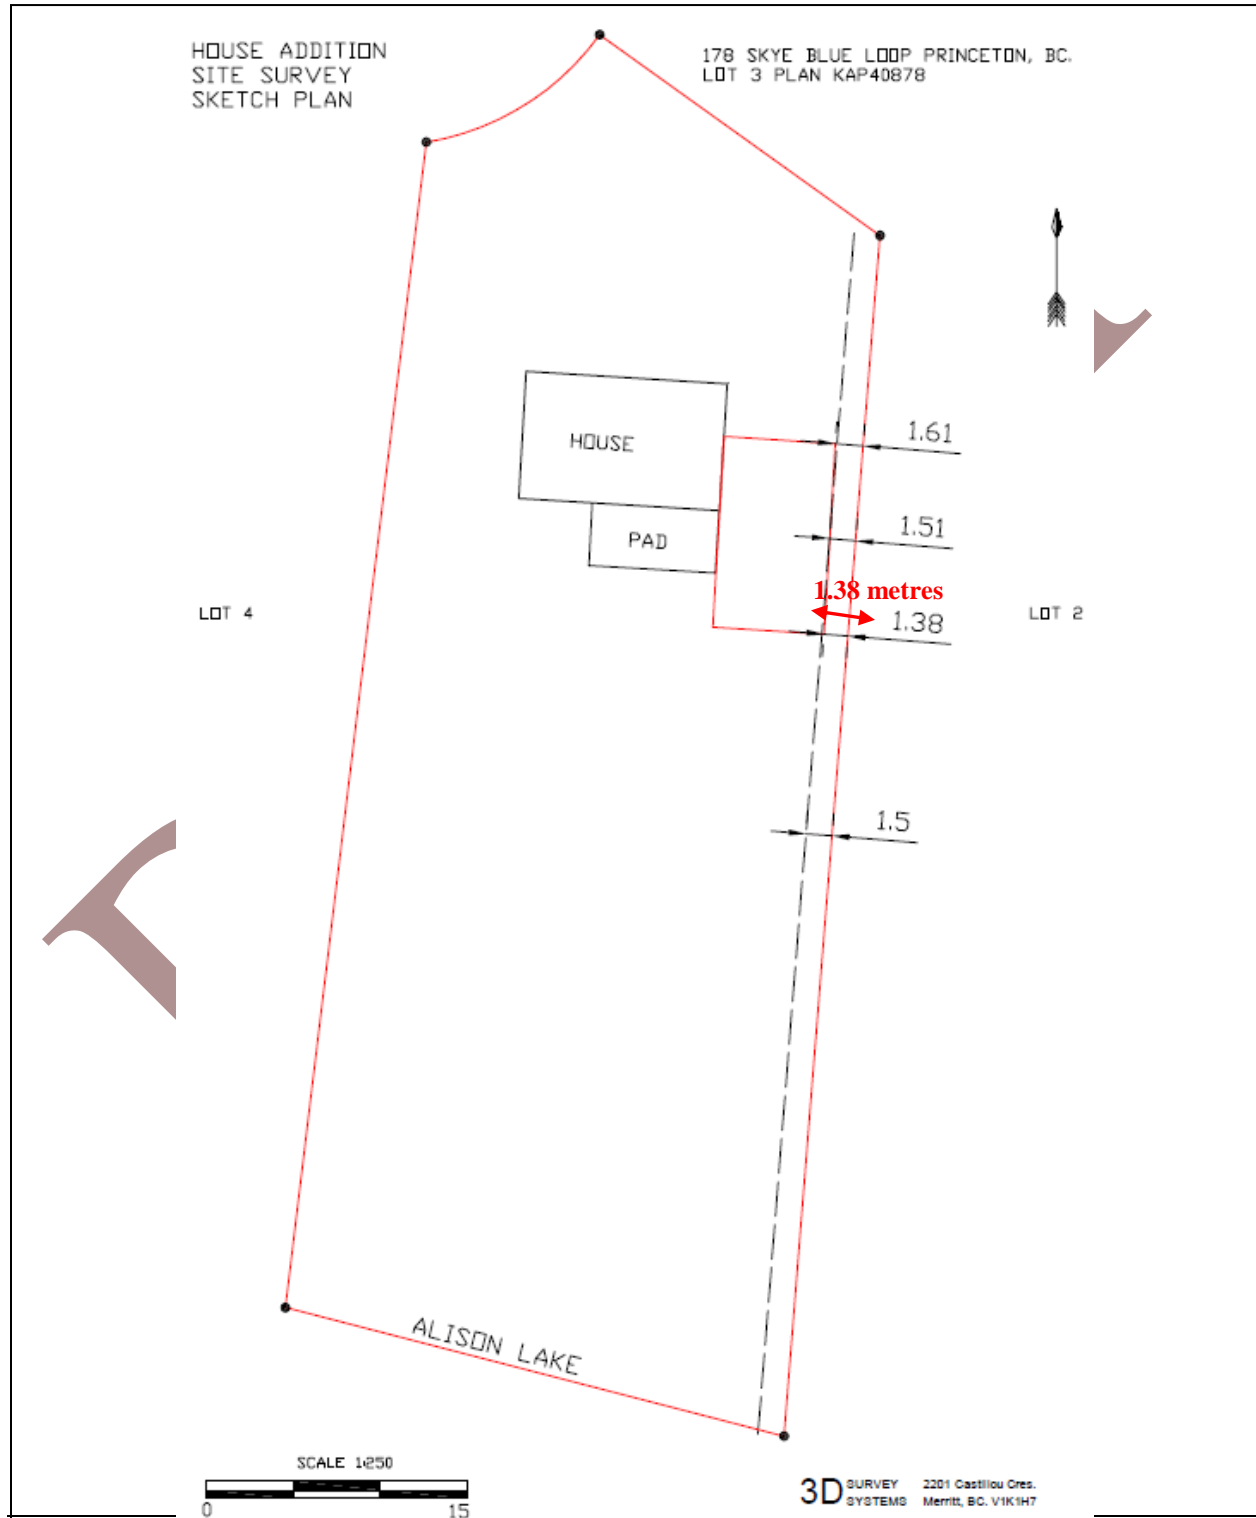 HOUSE ADDITION
SITE SURVEY
SKETCH PLAN
178 SKYE BLUE LOOP PRINCETON, BC.
LOT 3 PLAN KAP40878
HOUSE
1.61
PAD
1.51
1.38 metres
LOT 4
1.38
LOT 2
1.5
ALISON LAKE
SCALE 1:250
0
15
3D SURVEY SYSTEMS
2201 Castillou Cres.
Merritt, BC. V1K1H7